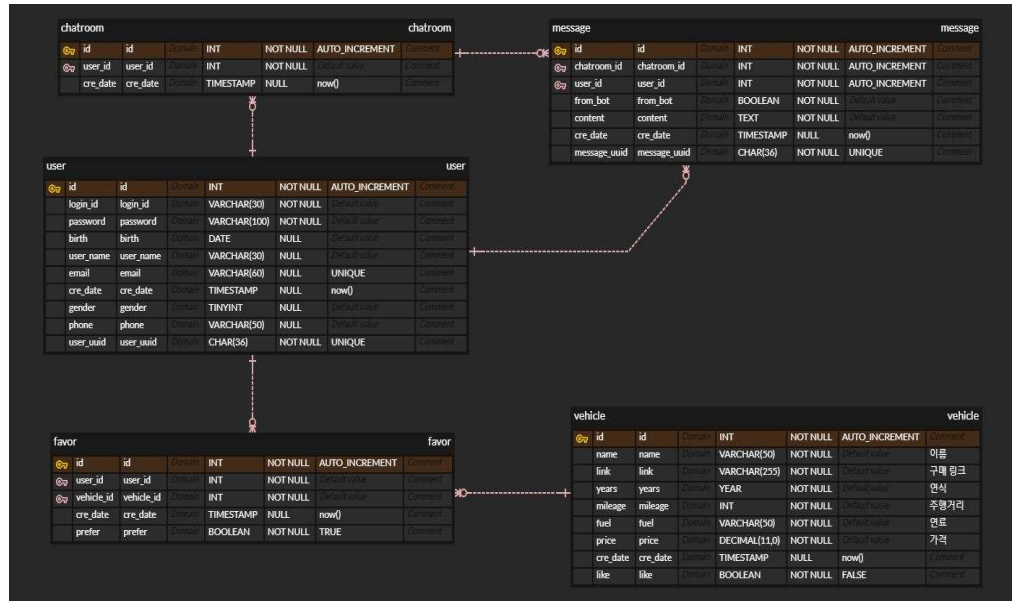 chatroom chatroom
id id Domain INT NOT NULL AUTO_INCREMENT Comment
user_id user_id Domain INT NOT NULL Default value Comment
cre_date cre_date Domain TIMESTAMP NULL now() Comment
message message
id id Domain INT NOT NULL AUTO_INCREMENT Comment
chatroom_id chatroom_id Domain INT NOT NULL AUTO_INCREMENT Comment
user_id user_id Domain INT NOT NULL AUTO_INCREMENT Comment
from_bot from_bot Domain BOOLEAN NOT NULL Default value Comment
content content Domain TEXT NOT NULL Default value Comment
cre_date cre_date Domain TIMESTAMP NULL now() Comment
message_uuid message_uuid Domain CHAR(36) NOT NULL UNIQUE Comment
user user
id id Domain INT NOT NULL AUTO_INCREMENT Comment
login_id login_id Domain VARCHAR(30) NOT NULL Default value Comment
password password Domain VARCHAR(100) NOT NULL Default value Comment
birth birth Domain DATE NULL Default value Comment
user_name user_name Domain VARCHAR(30) NULL Default value Comment
email email Domain VARCHAR(60) NULL UNIQUE Comment
cre_date cre_date Domain TIMESTAMP NULL now() Comment
gender gender Domain TINYINT NULL Default value Comment
phone phone Domain VARCHAR(50) NULL Default value Comment
user_uuid user_uuid Domain CHAR(36) NOT NULL UNIQUE Comment
favor favor
id id Domain INT NOT NULL AUTO_INCREMENT Comment
user_id user_id Domain INT NOT NULL Default value Comment
vehicle_id vehicle_id Domain INT NOT NULL Default value Comment
cre_date cre_date Domain TIMESTAMP NULL now() Comment
prefer prefer Domain BOOLEAN NOT NULL TRUE Comment
vehicle vehicle
id id Domain INT NOT NULL AUTO_INCREMENT Comment
name name Domain VARCHAR(50) NOT NULL Default value 이름
link link Domain VARCHAR(255) NOT NULL Default value 구매 링크
years years Domain YEAR NOT NULL Default value 연식
mileage mileage Domain INT NOT NULL Default value 주행거리
fuel fuel Domain VARCHAR(50) NOT NULL Default value 연료
price price Domain DECIMAL(11,0) NOT NULL Default value 가격
cre_date cre_date Domain TIMESTAMP NULL now() Comment
like like Domain BOOLEAN NOT NULL FALSE Comment